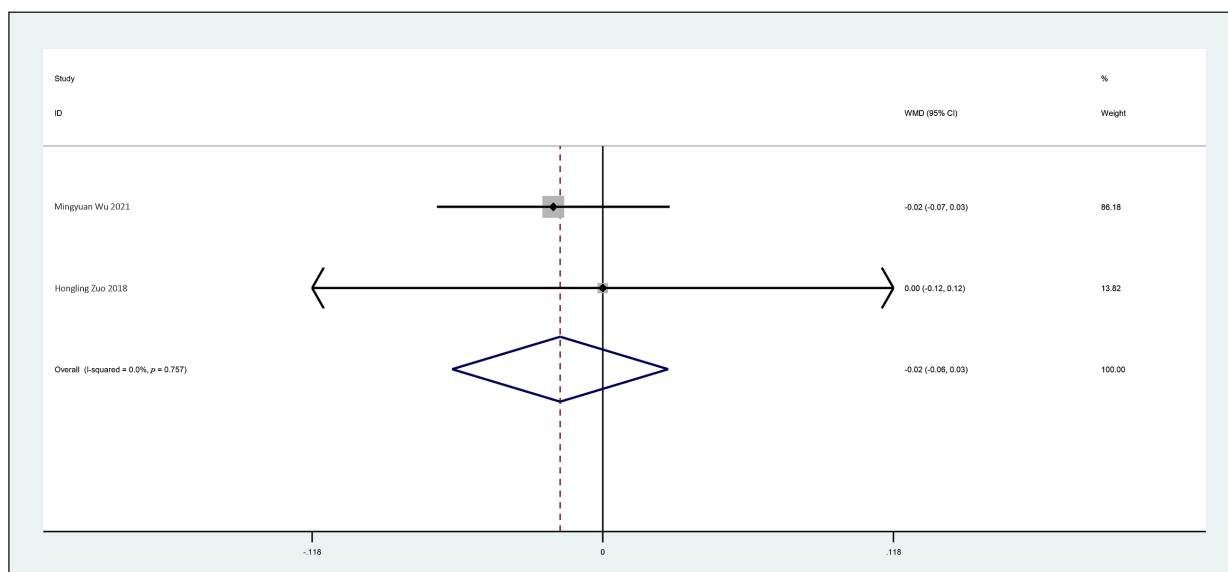 Study %
ID WMD (95% CI) Weight
Mingyuan Wu 2021 -0.02 (-0.07, 0.03) 86.18
Hongling Zuo 2018 0.00 (-0.12, 0.12) 13.82
Overall (I-squared = 0.0%, p = 0.757) -0.02 (-0.06, 0.03) 100.00
-.118 0 .118